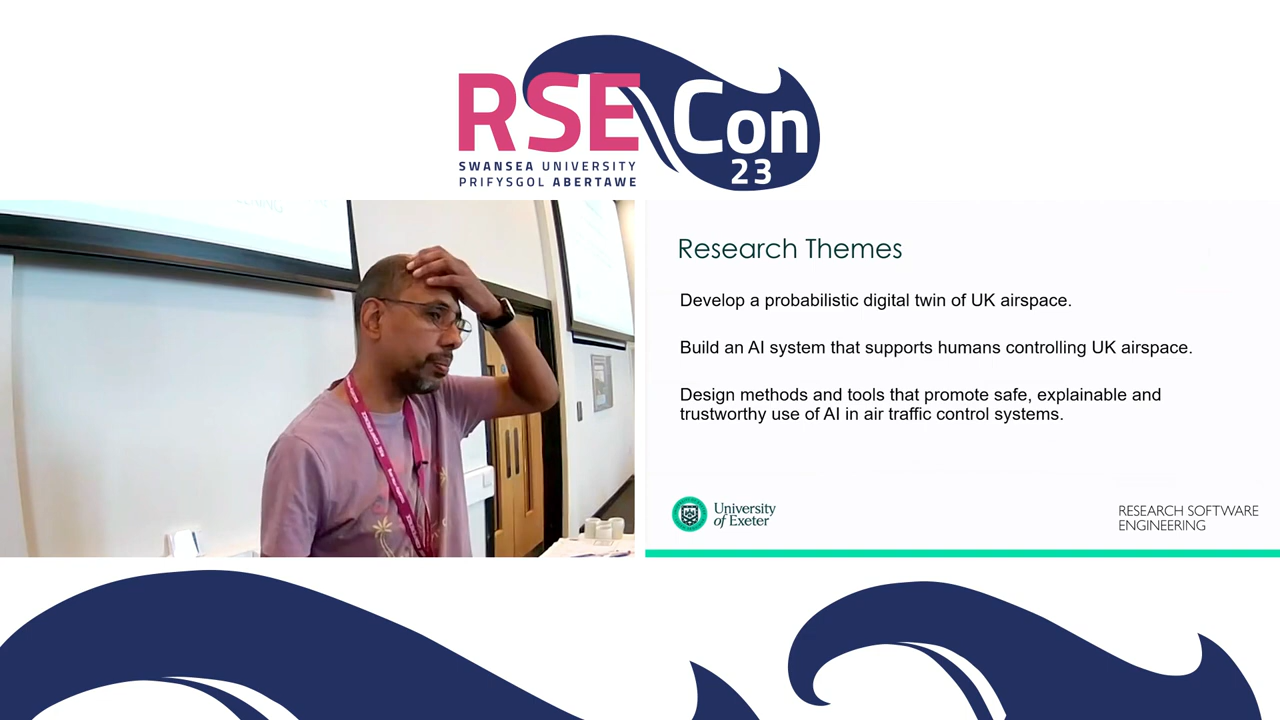 RSE Con
23
SWANSEA UNIVERSITY
PRIFYSGOL ABERTAWE
Research Themes
Develop a probabilistic digital twin of UK airspace.
Build an AI system that supports humans controlling UK airspace.
Design methods and tools that promote safe, explainable and
trustworthy use of AI in air traffic control systems.
University
of Exeter
RESEARCH SOFTWARE
ENGINEERING